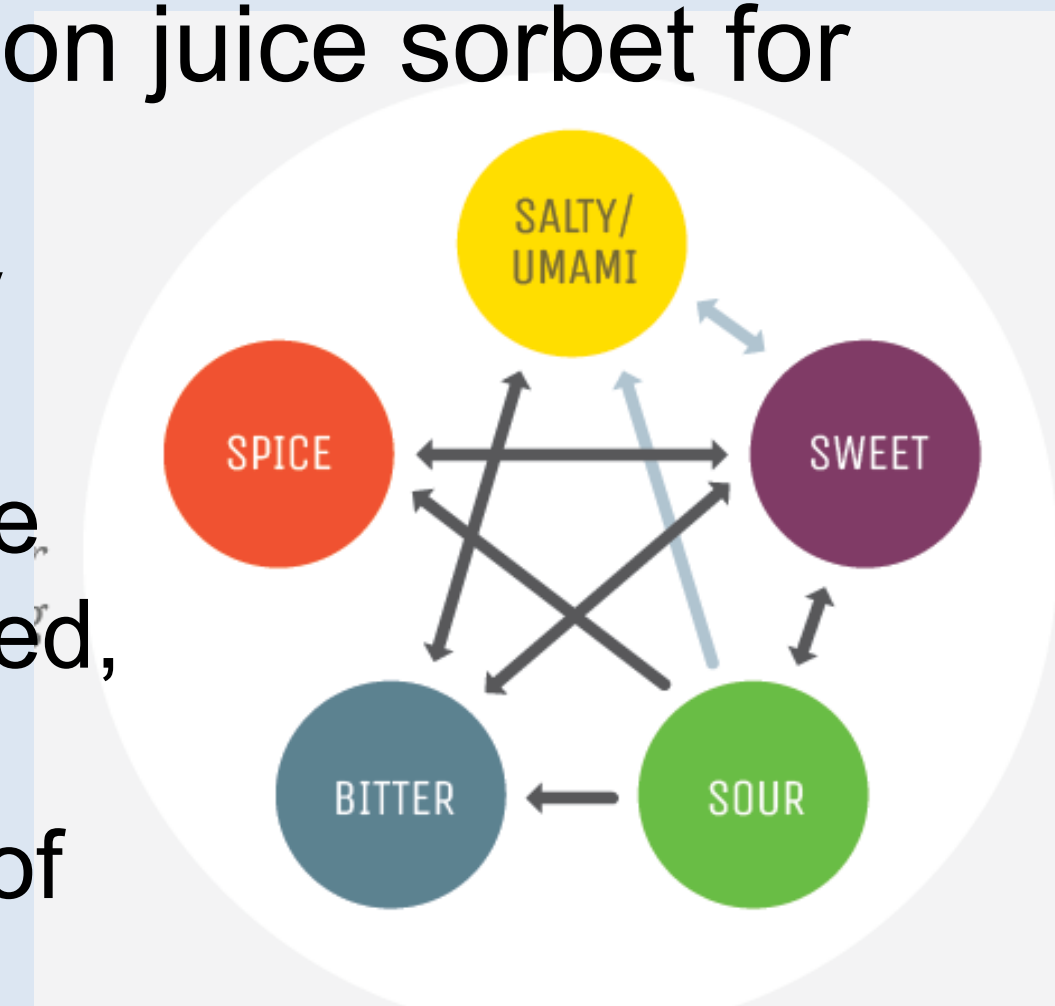 on juice sorbet for
SALTY/
UMAMI
SPICE
SWEET
e
r
g
ed,
BITTER
SOUR
of